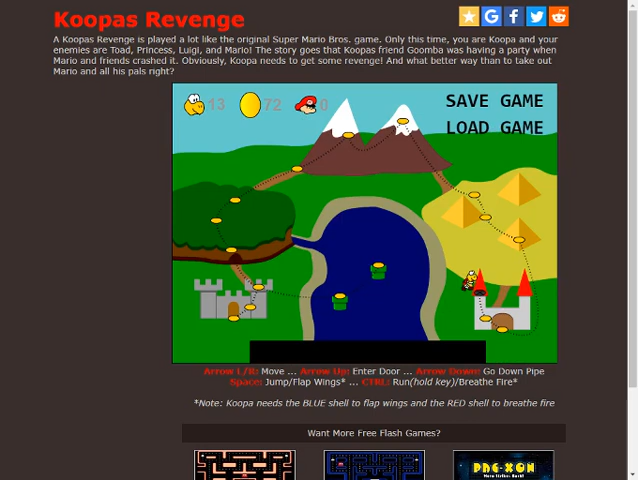 Koopas Revenge
A Koopas Revenge is played a lot like the original Super Mario Bros. game. Only this time, you are Koopa and your
enemies are Toad, Princess, Luigi, and Mario! The story goes that Koopas friend Goomba was having a party when
Mario and friends crashed it. Obviously, Koopa needs to get some revenge! And what better way than to take out
Mario and all his pals right?
13 72 0 SAVE GAME
LOAD GAME
Arrow L/R: Move ... Arrow Up: Enter Door ... Arrow Down: Go Down Pipe
Space: Jump/Flap Wings* ... CTRL: Run(hold key)/Breathe Fire*
*Note: Koopa needs the BLUE shell to flap wings and the RED shell to breathe fire
Want More Free Flash Games?
PAC-XON